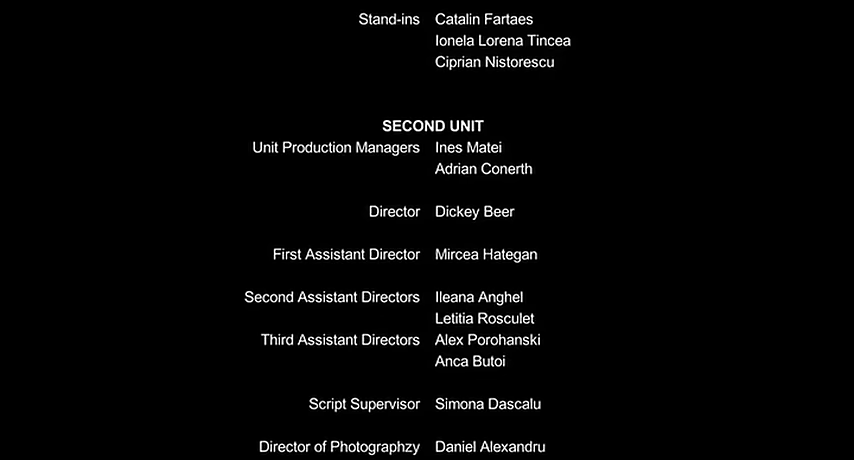 Stand-ins Catalin Fartaes
Ionela Lorena Tincea
Ciprian Nistorescu
SECOND UNIT
Unit Production Managers Ines Matei
Adrian Conerth
Director Dickey Beer
First Assistant Director Mircea Hategan
Second Assistant Directors Ileana Anghel
Letitia Rosculet
Third Assistant Directors Alex Porohanski
Anca Butoi
Script Supervisor Simona Dascalu
Director of Photographzy Daniel Alexandru